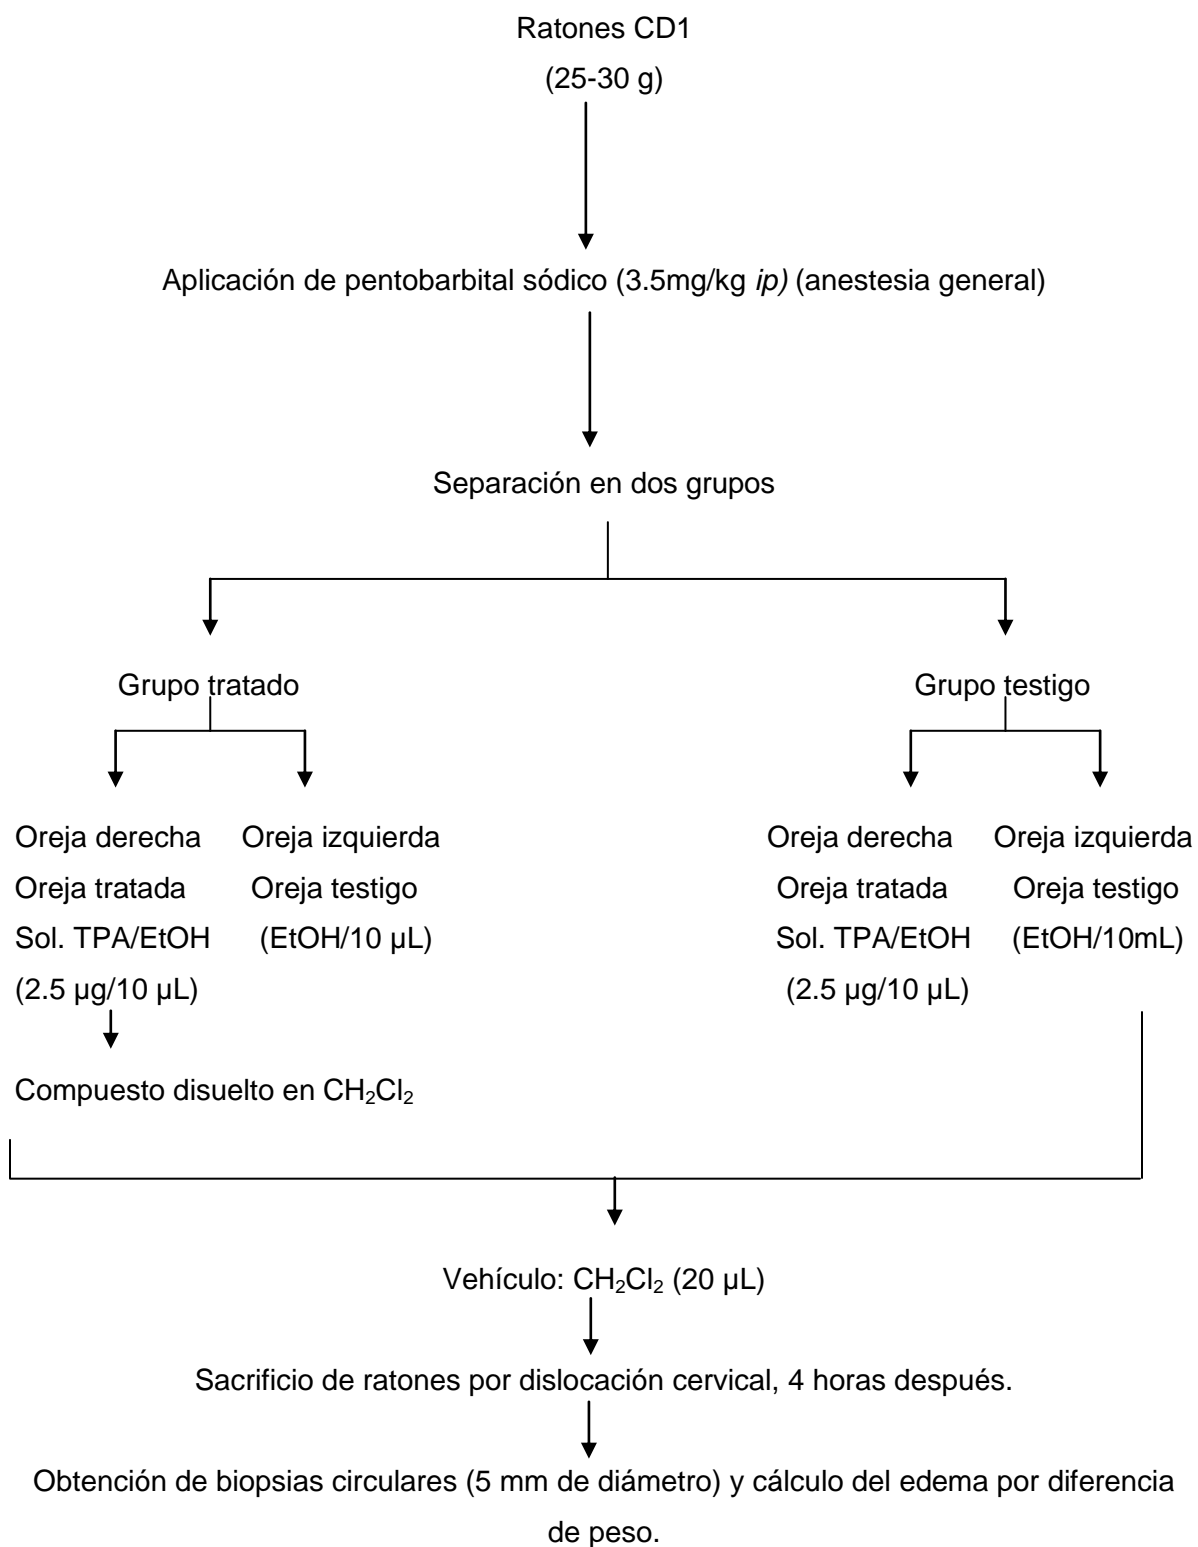 Ratones CD1
(25-30 g)
Aplicación de pentobarbital sódico (3.5mg/kg ip) (anestesia general)
Separación en dos grupos
Grupo tratado
Grupo testigo
Oreja derecha
Oreja tratada
Sol. TPA/EtOH
(2.5 µg/10 µL)
Oreja izquierda
Oreja testigo
(EtOH/10 µL)
Oreja derecha
Oreja tratada
Sol. TPA/EtOH
(2.5 µg/10 µL)
Oreja izquierda
Oreja testigo
(EtOH/10mL)
Compuesto disuelto en CH₂Cl₂
Vehículo: CH₂Cl₂ (20 µL)
Sacrificio de ratones por dislocación cervical, 4 horas después.
Obtención de biopsias circulares (5 mm de diámetro) y cálculo del edema por diferencia
de peso.